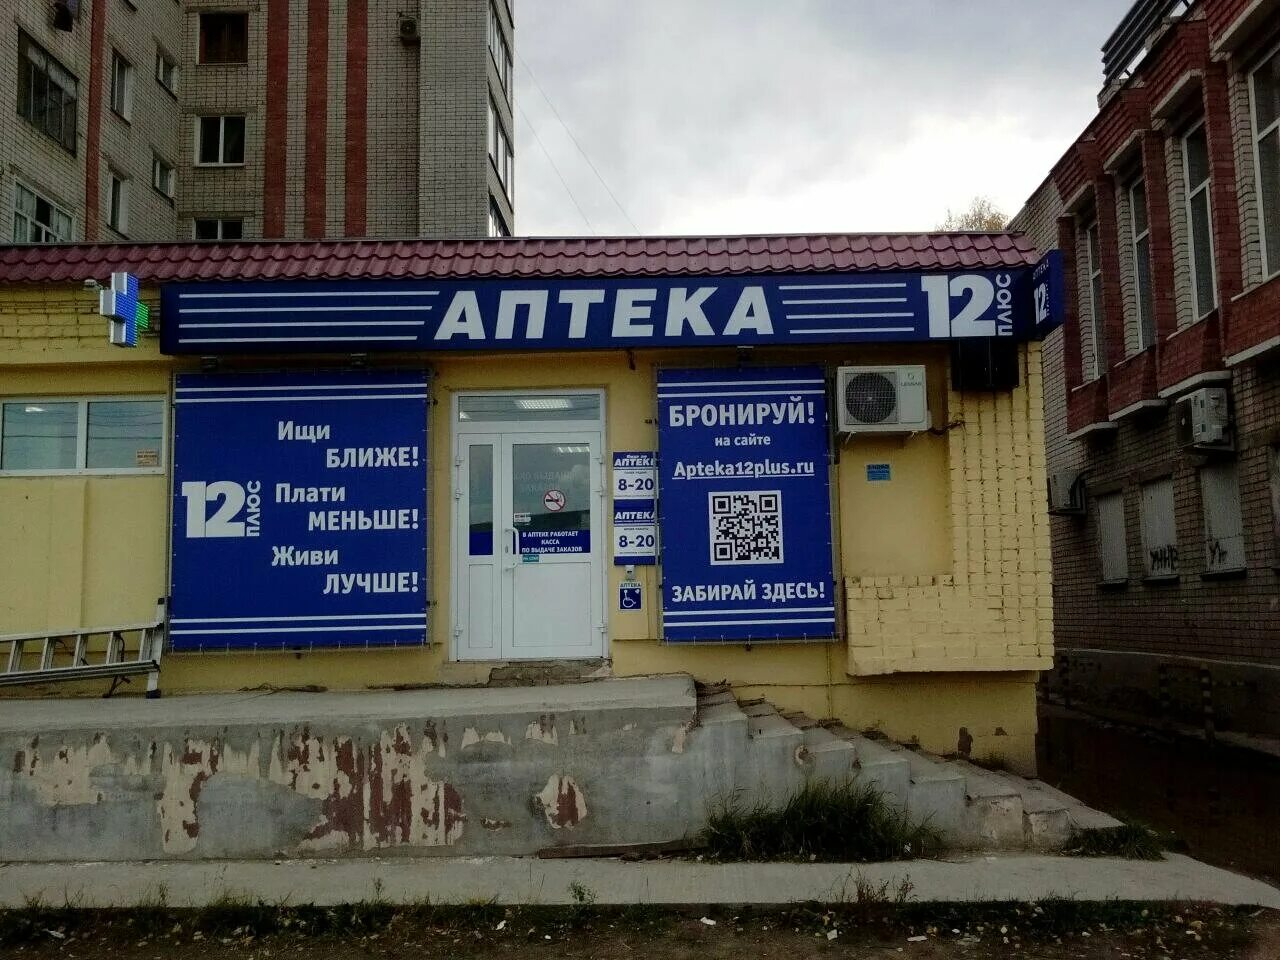 АПТЕКА 12 ПЛЮС
12
Ищи
БЛИЖЕ!
12 ПЛЮС
Плати
МЕНЬШЕ!
Живи
ЛУЧШЕ!
В АПТЕКЕ РАБОТАЕТ
КАССА
ПО ВЫДАЧЕ ЗАКАЗОВ
АПТЕКА
8-20
АПТЕКА
8-20
АПТЕКА
БРОНИРУЙ!
на сайте
Apteka12plus.ru
ЗАБИРАЙ ЗДЕСЬ!
LESSAR